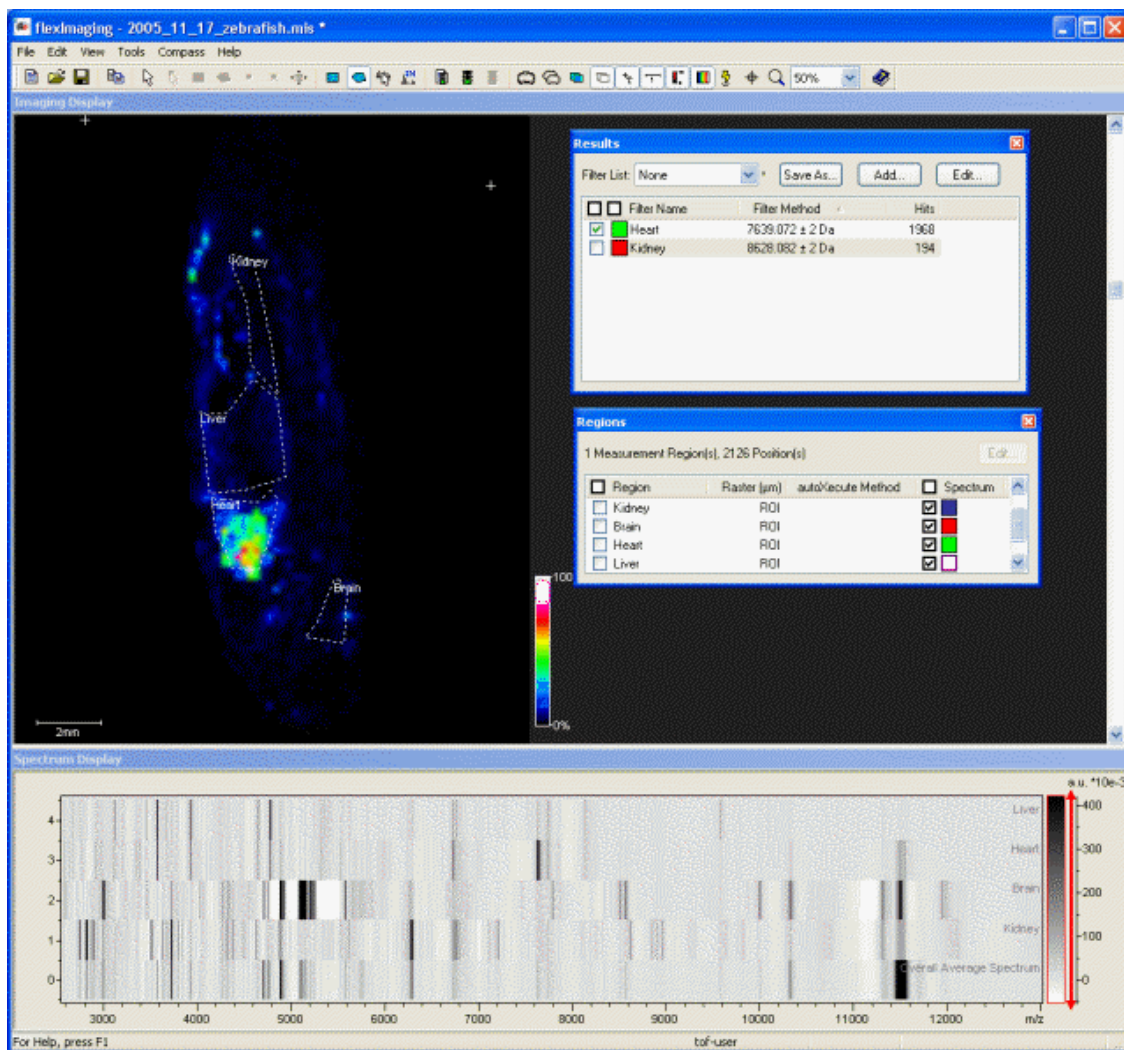 flexImaging - 2005_11_17_zebrafish.mis *
File Edit View Tools Compass Help
50%
Imaging Display
Results
Filter List: None * Save As... Add... Edit...
Filter Name Filter Method Hits
Heart 7639.072 ± 2 Da 1968
Kidney 8628.082 ± 2 Da 194
Kidney
Liver
Heart
Brain
Regions
1 Measurement Region(s), 2126 Position(s) Edit...
Region Raster (µm) autoXecute Method Spectrum
Kidney ROI
Brain ROI
Heart ROI
Liver ROI
100
0%
2mm
Spectrum Display
a.u. *10e-3
4 Liver 400
3 Heart 300
2 Brain 200
1 Kidney 100
0 Overall Average Spectrum 0
3000 4000 5000 6000 7000 8000 9000 10000 11000 12000 m/z
For Help, press F1 tof-user